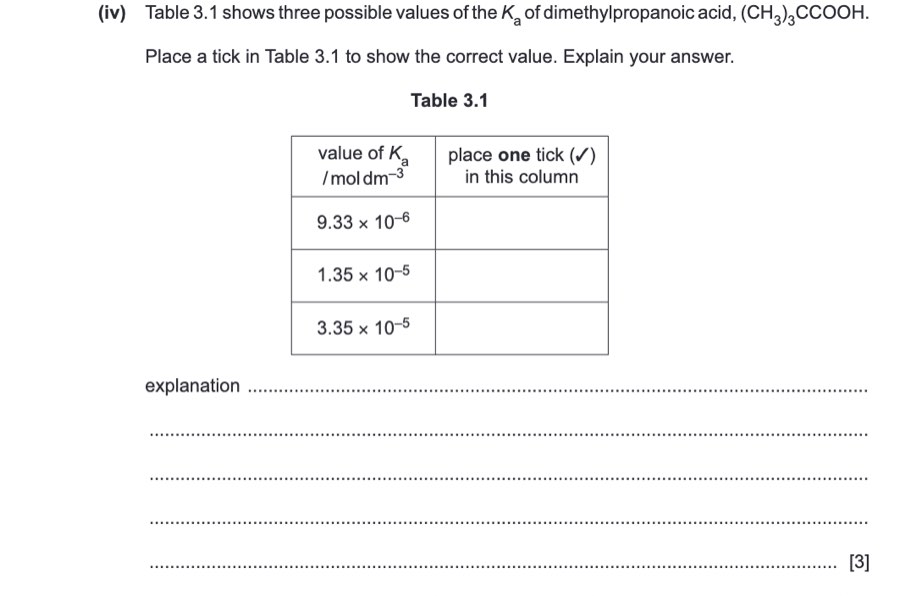 (iv) Table 3.1 shows three possible values of the Kₐ of dimethylpropanoic acid, (CH₃)₃CCOOH.
Place a tick in Table 3.1 to show the correct value. Explain your answer.
Table 3.1
value of Kₐ /mol dm⁻³
place one tick (✓) in this column
9.33 × 10⁻⁶
1.35 × 10⁻⁵
3.35 × 10⁻⁵
explanation ..........
..........
..........
..........
.......... [3]